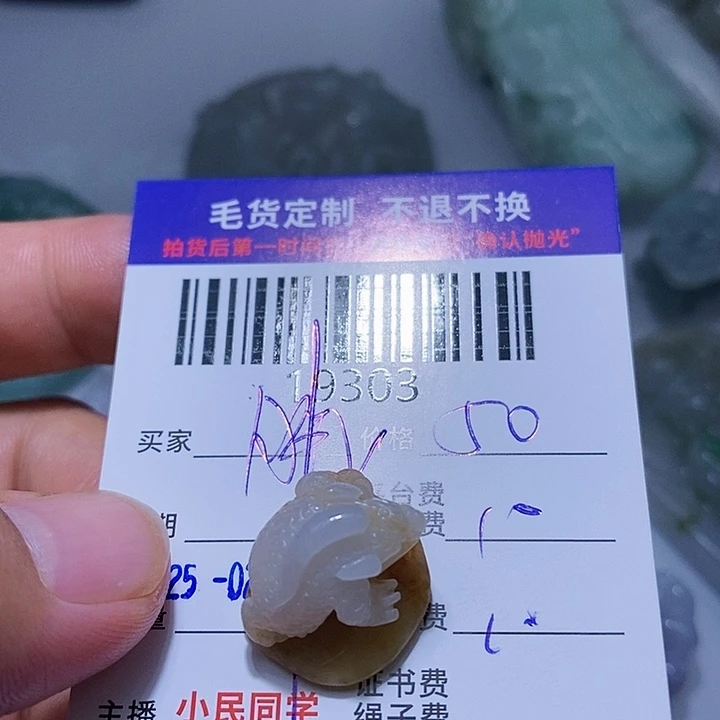 毛货定制 不退不换
拍货后第一时间 确认抛光”
19303
买家 价格 50
台费
期 费
25 -02
费
证书费
主播 小民同学 绳子费